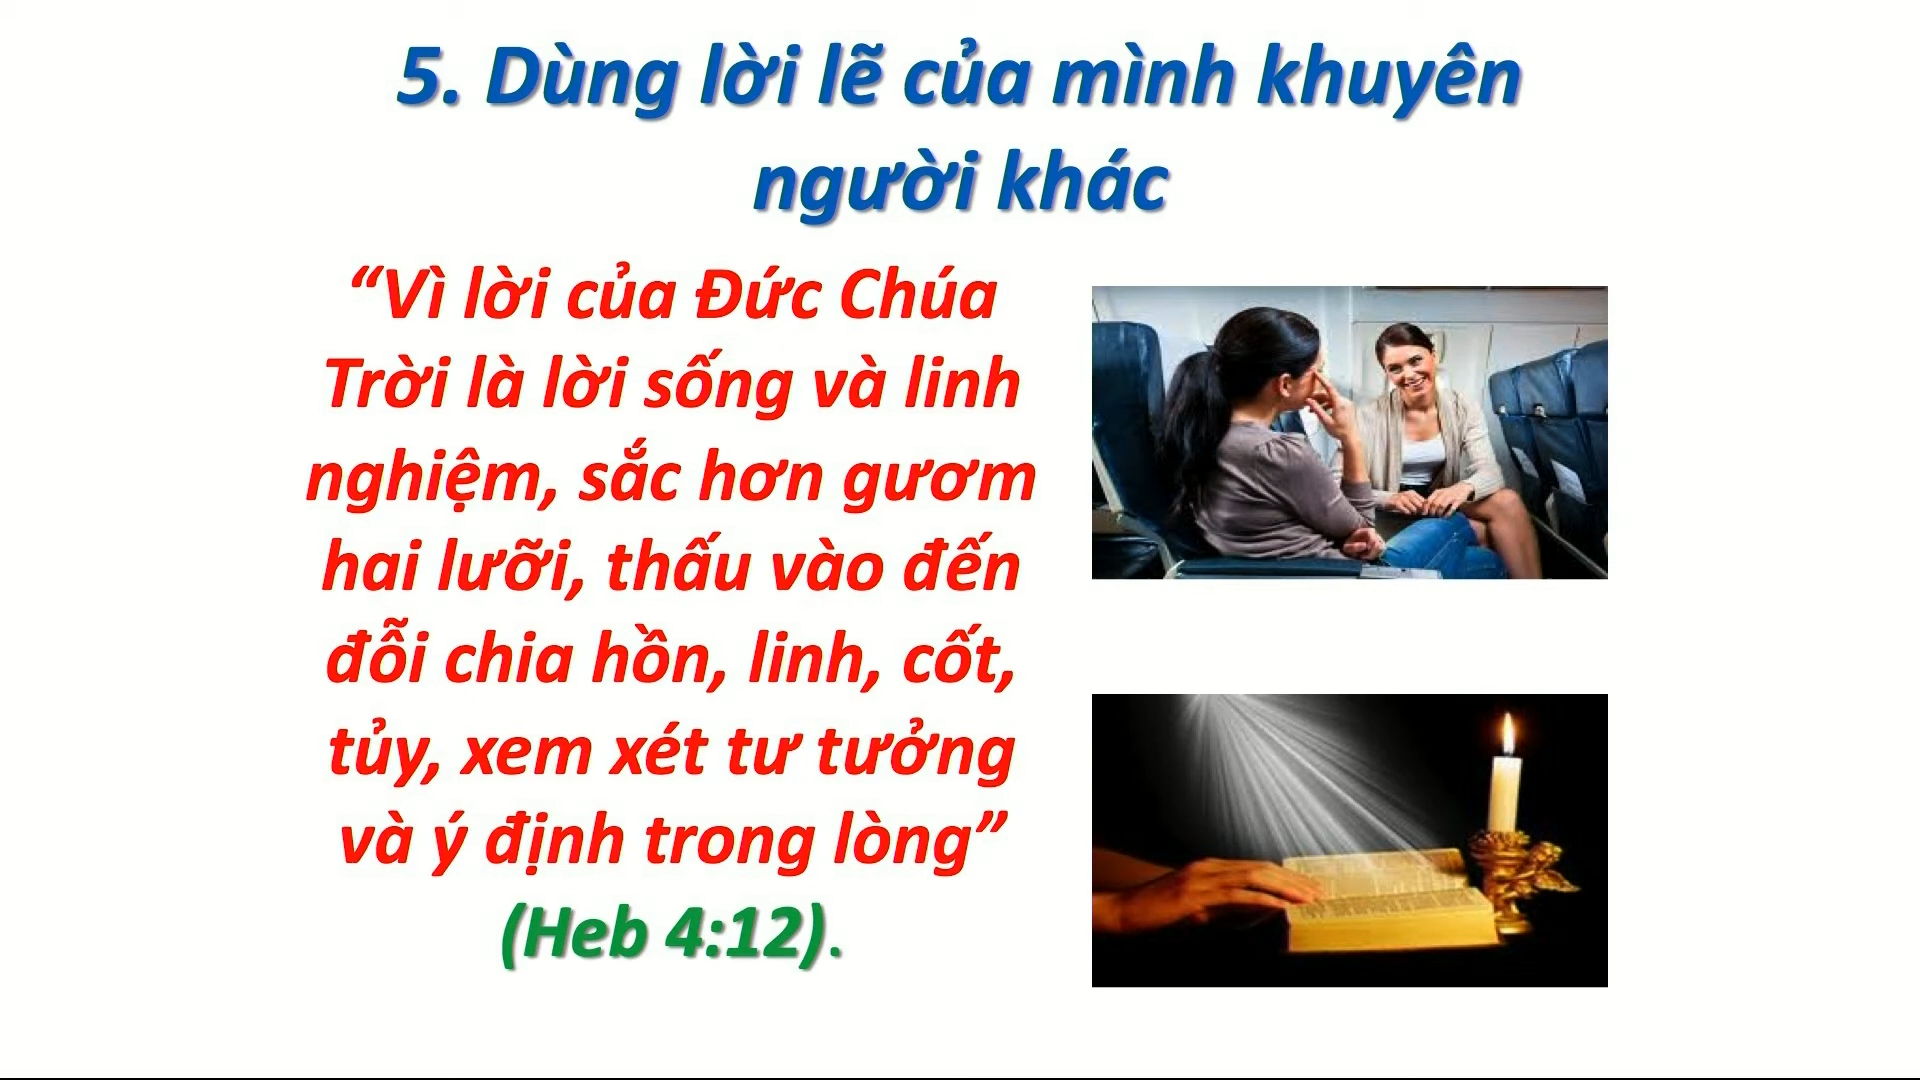 5. Dùng lời lẽ của mình khuyên
người khác
“Vì lời của Đức Chúa
Trời là lời sống và linh
nghiệm, sắc hơn gươm
hai lưỡi, thấu vào đến
đỗi chia hồn, linh, cốt,
tủy, xem xét tư tưởng
và ý định trong lòng”
(Heb 4:12).